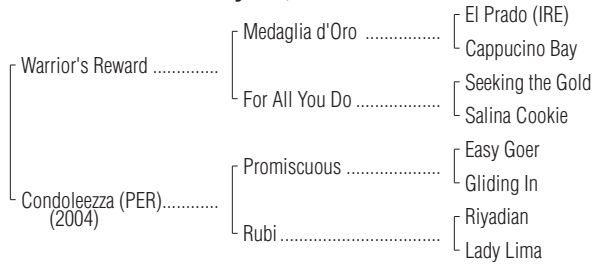 El Prado (IRE)
Medaglia d'Oro ................
Cappucino Bay
Warrior's Reward .............
Seeking the Gold
For All You Do ..................
Salina Cookie
Easy Goer
Promiscuous ....................
Gliding In
Condoleezza (PER)...........
(2004)
Riyadian
Rubi .................................
Lady Lima